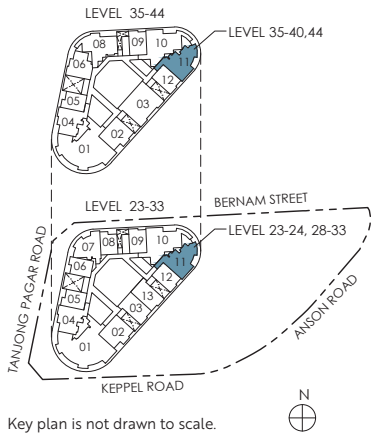 LEVEL 35-44
LEVEL 35-40,44
08
09
10
06
11
12
05
03
04
02
01
LEVEL 23-33
BERNAM STREET
LEVEL 23-24, 28-33
TANJONG PAGAR ROAD
07
08
09
10
06
11
12
05
13
03
04
02
01
ANSON ROAD
KEPPEL ROAD
N
Key plan is not drawn to scale.